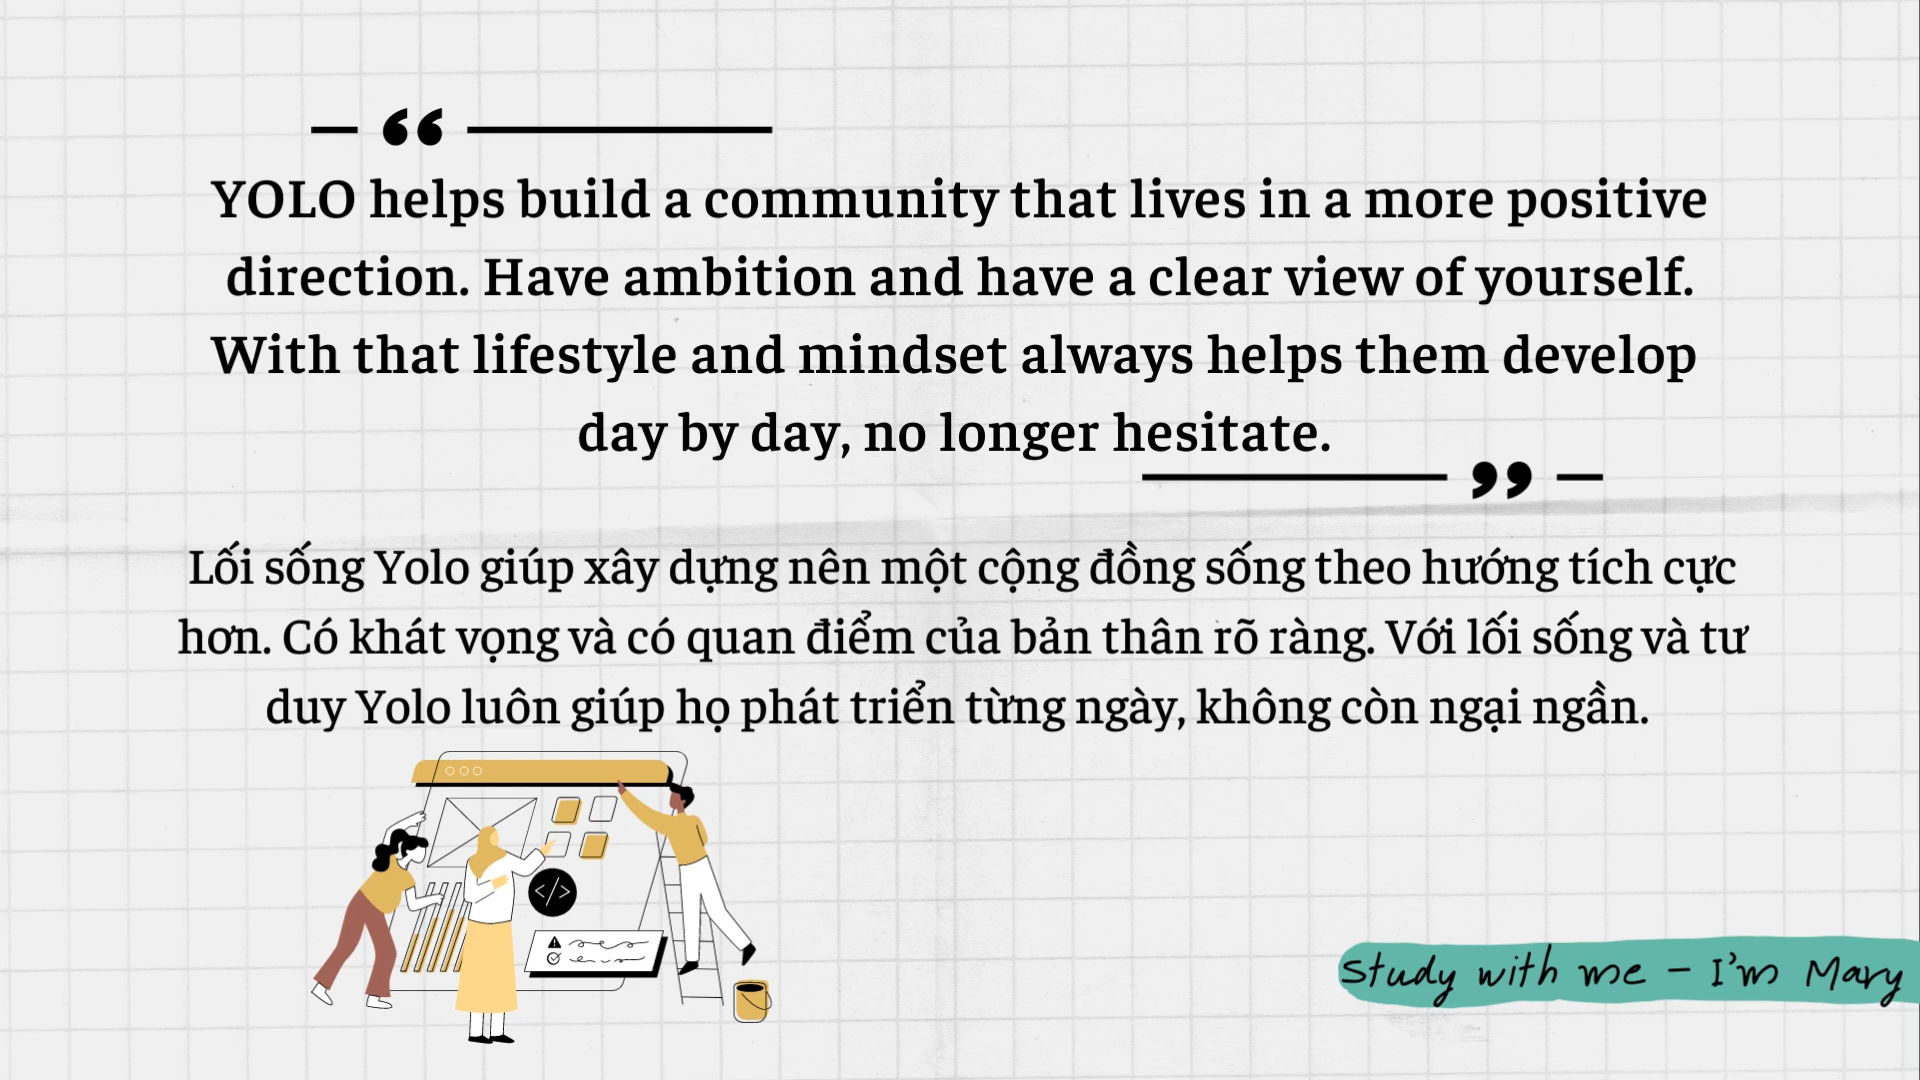 “
YOLO helps build a community that lives in a more positive
direction. Have ambition and have a clear view of yourself.
With that lifestyle and mindset always helps them develop
day by day, no longer hesitate.
”
Lối sống Yolo giúp xây dựng nên một cộng đồng sống theo hướng tích cực
hơn. Có khát vọng và có quan điểm của bản thân rõ ràng. Với lối sống và tư
duy Yolo luôn giúp họ phát triển từng ngày, không còn ngại ngần.
</>
Study with me - I'm Mary